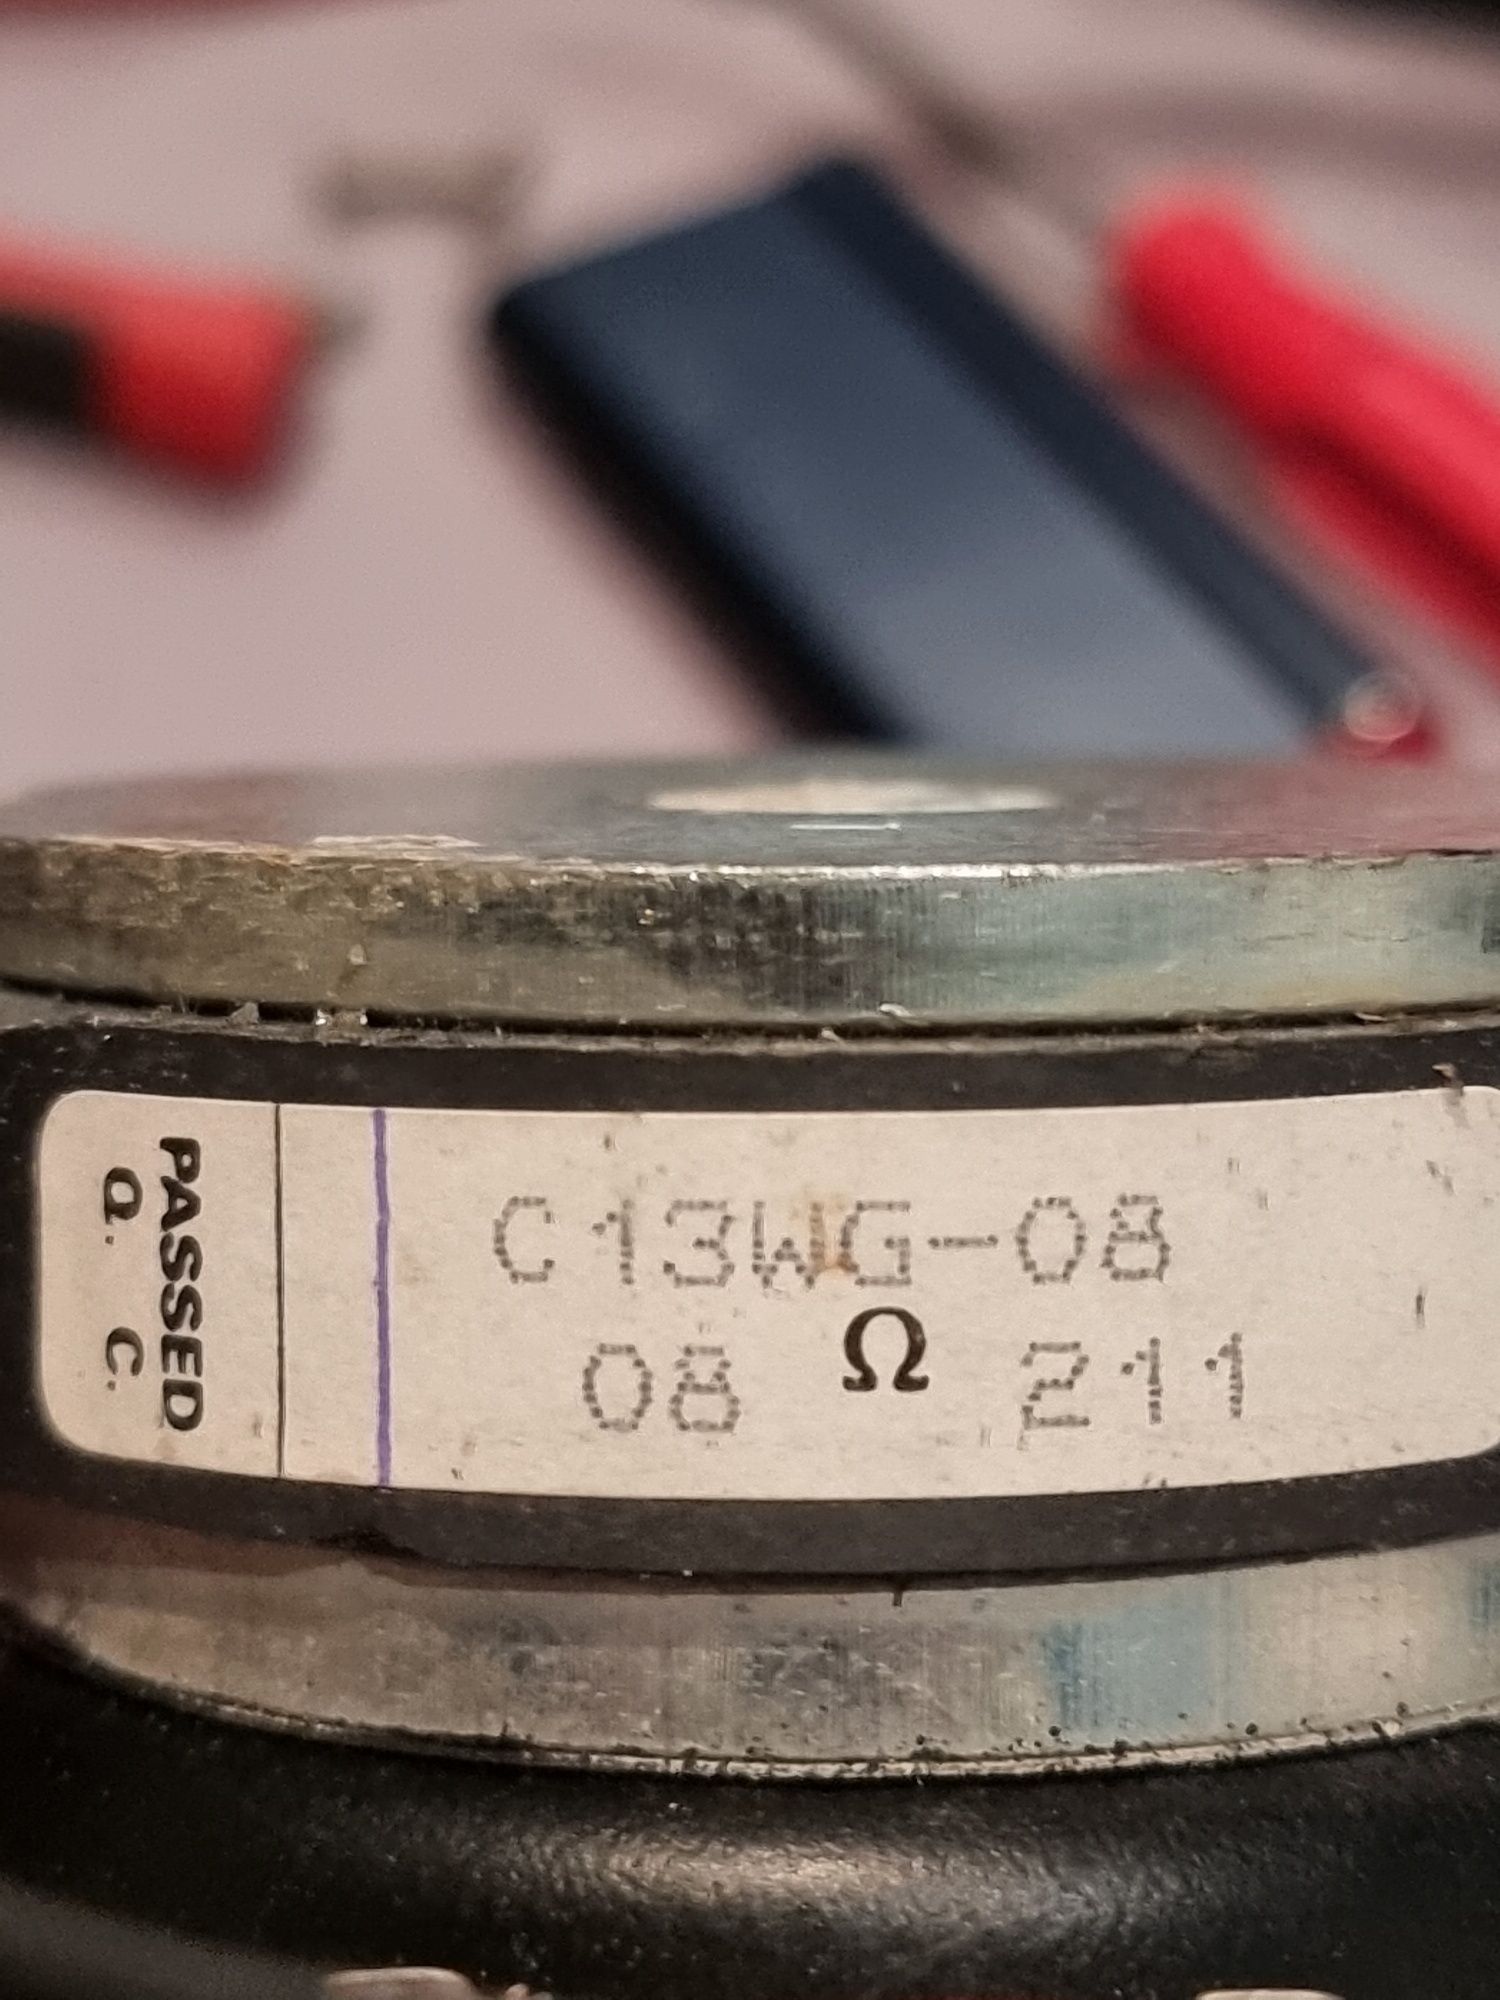 PASSED
Q. C.
C13WG-08
08 Ω 211